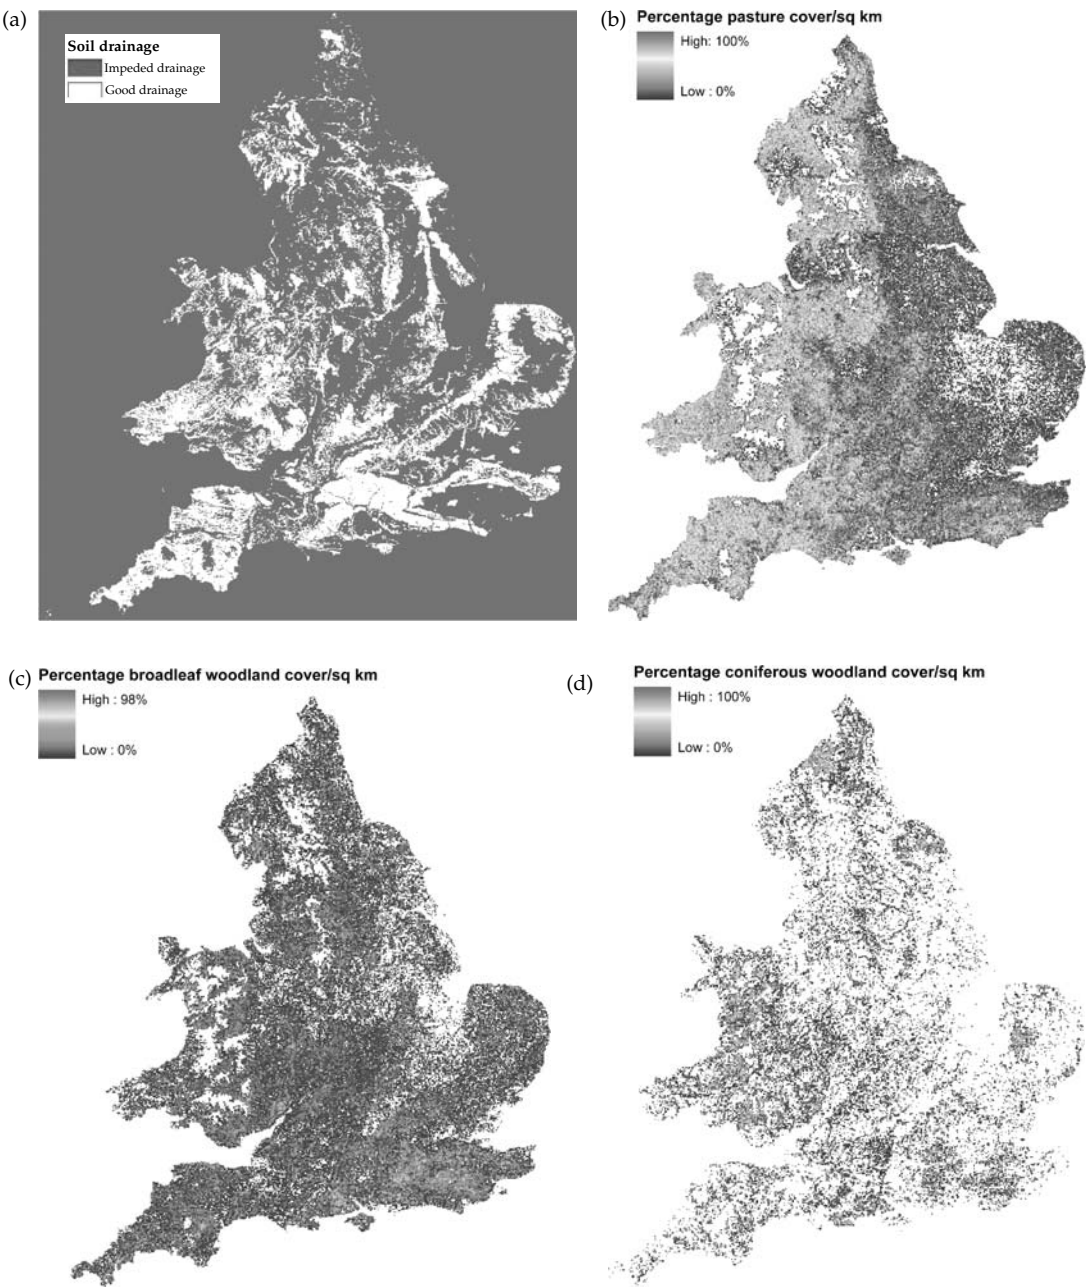 (a)
Soil drainage
Impeded drainage
Good drainage
(b)
Percentage pasture cover/sq km
High: 100%
Low : 0%
(c)
Percentage broadleaf woodland cover/sq km
High : 98%
Low : 0%
(d)
Percentage coniferous woodland cover/sq km
High : 100%
Low : 0%